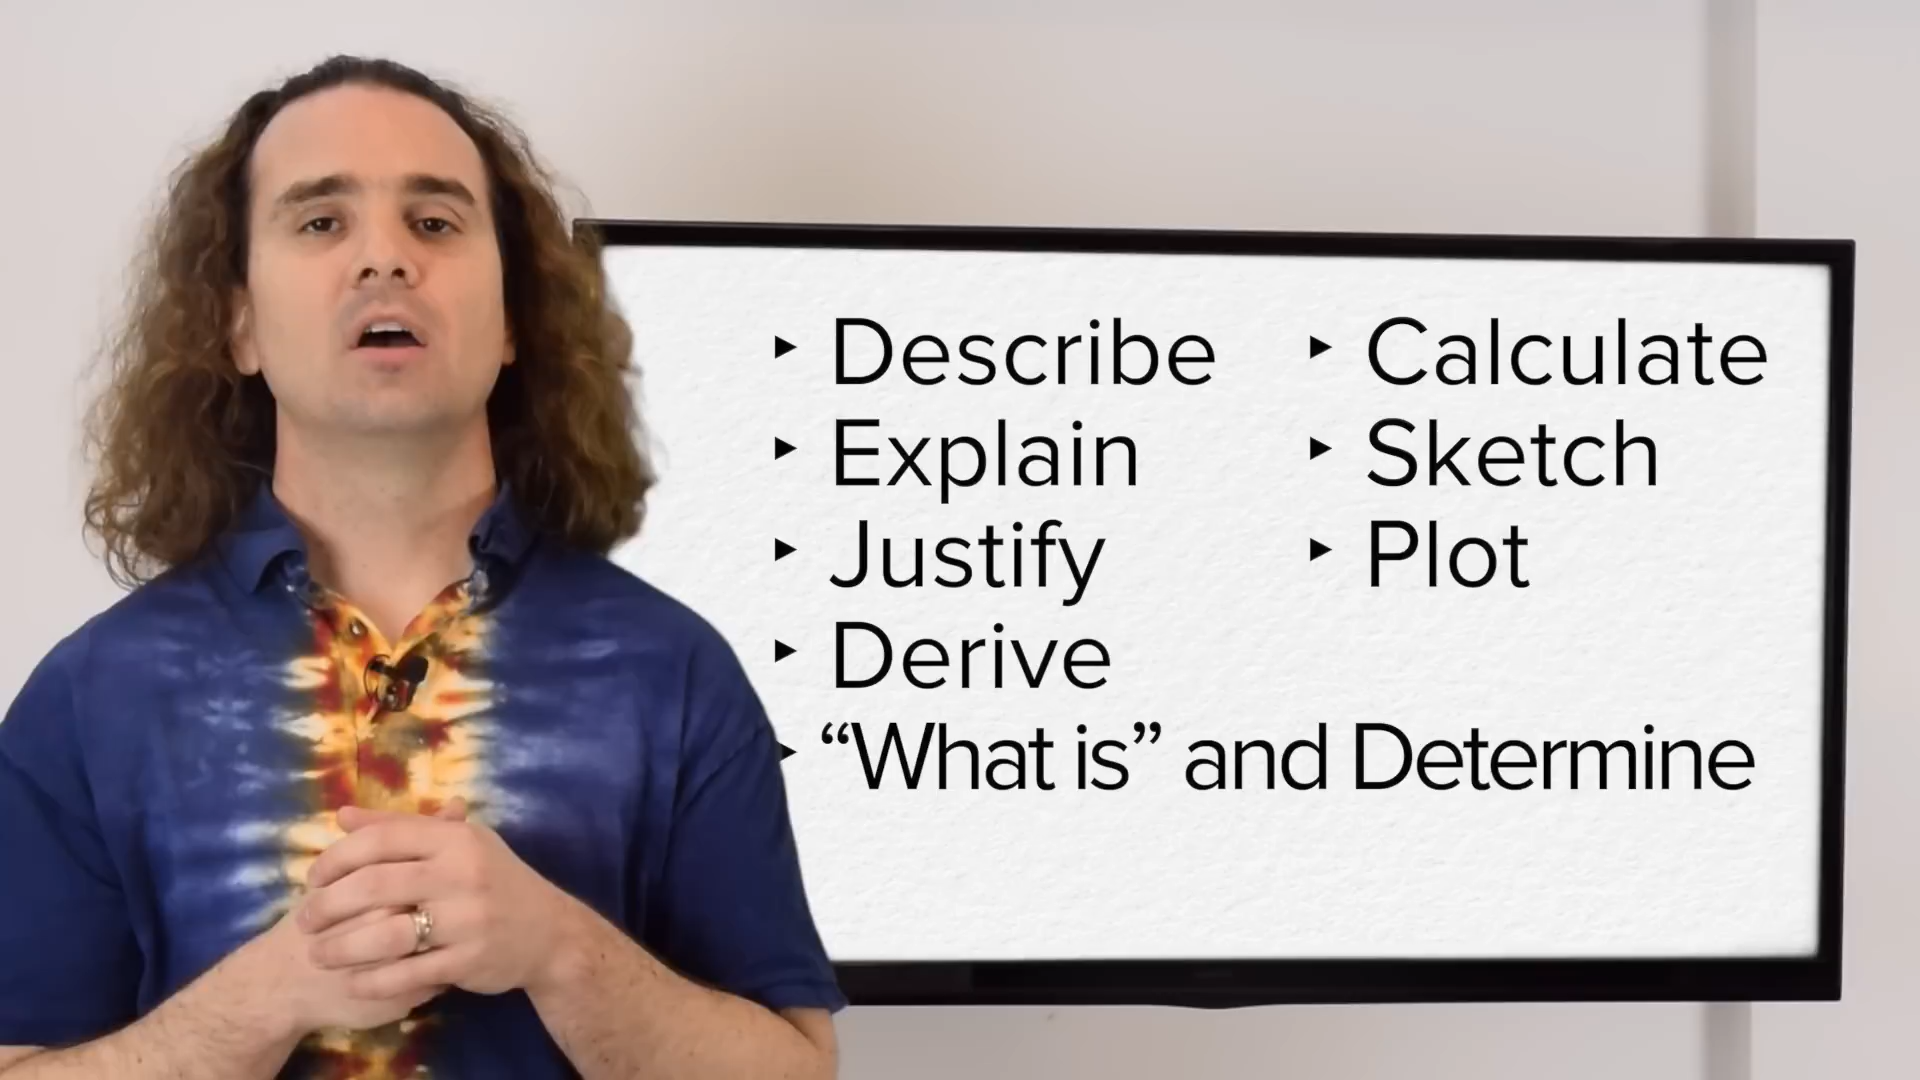 Describe
Explain
Justify
Derive
Calculate
Sketch
Plot
“What is” and Determine